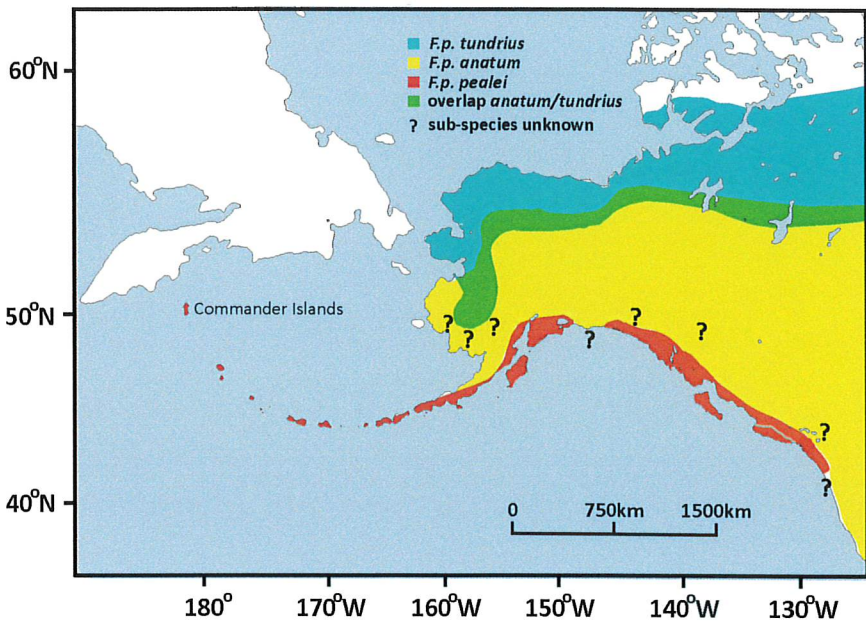 F.p. tundrius
F.p. anatum
F.p. pealei
overlap anatum/tundrius
? sub-species unknown
60°N
50°N
40°N
Commander Islands
?
?
?
?
?
?
?
?
0 750km 1500km
180° 170°W 160°W 150°W 140°W 130°W